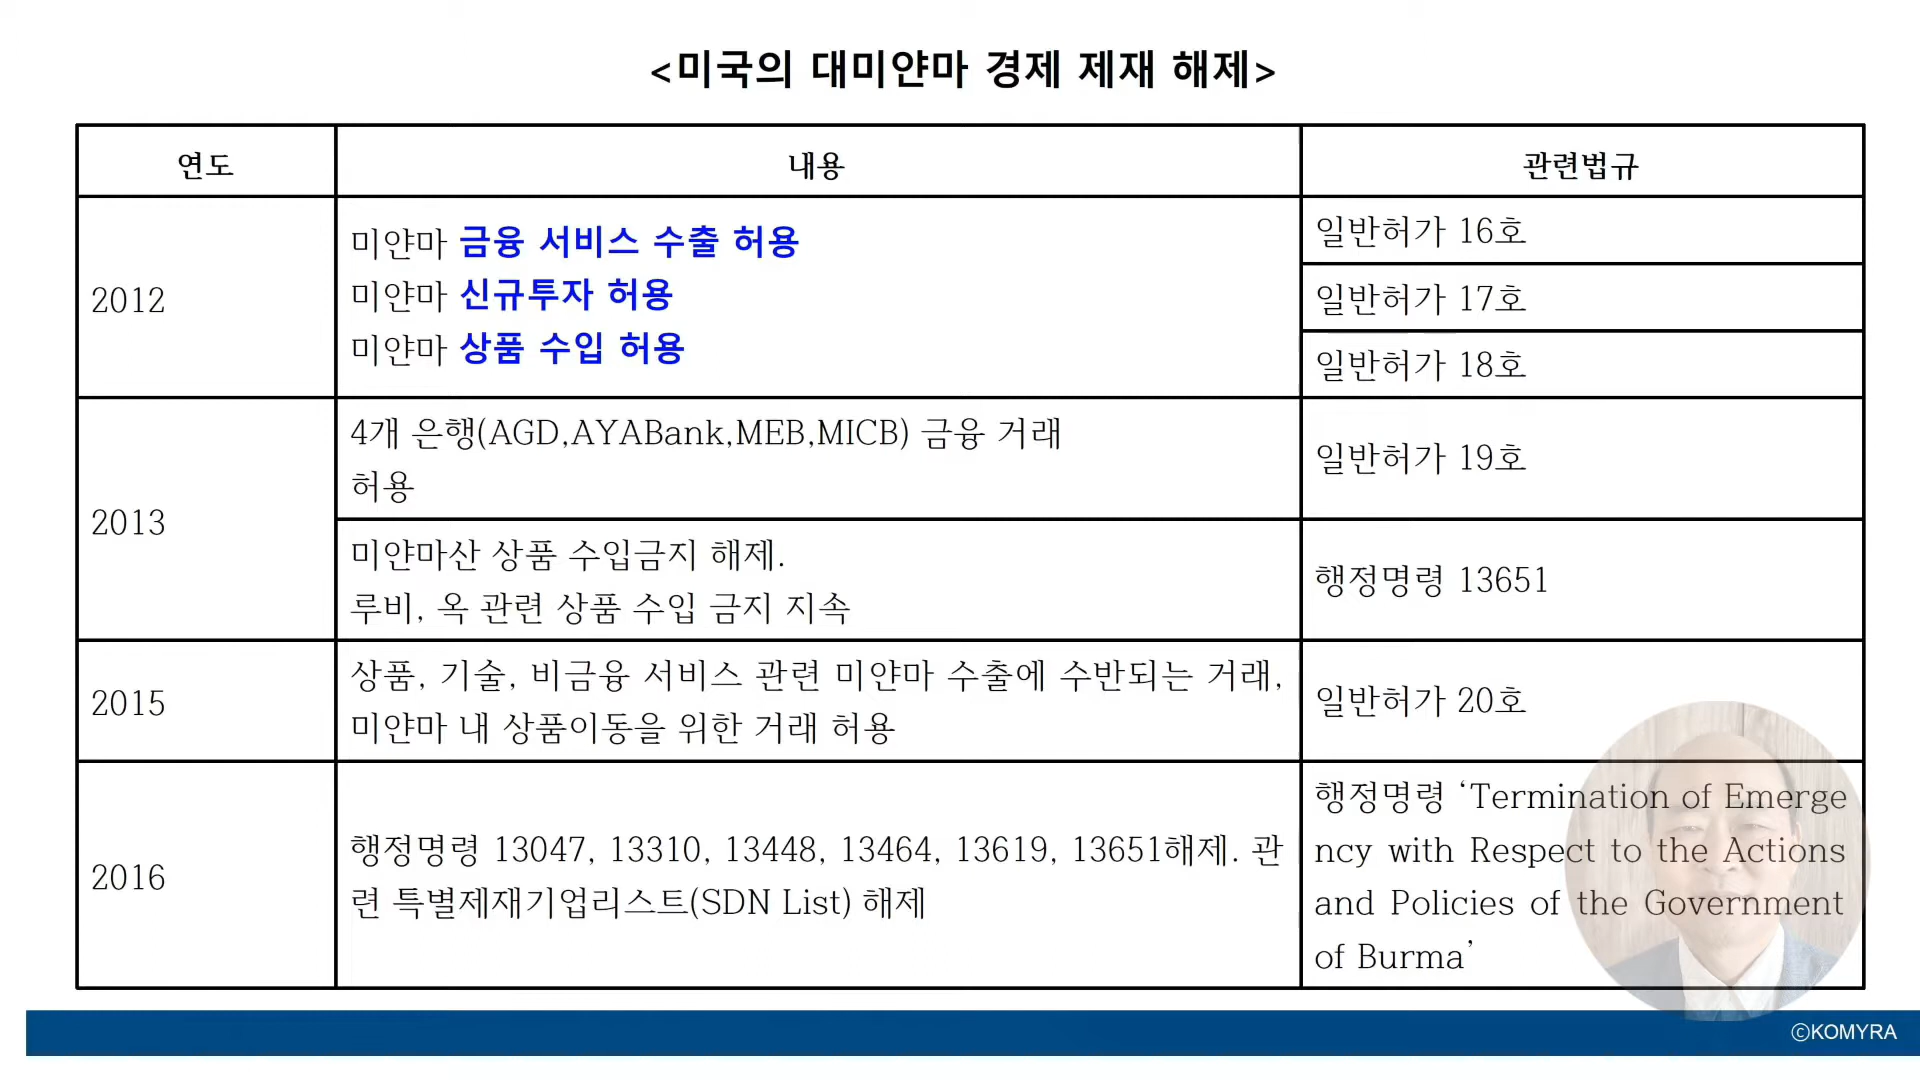 <미국의 대미얀마 경제 제재 해제>
연도
내용
관련법규
2012
미얀마 금융 서비스 수출 허용
미얀마 신규투자 허용
미얀마 상품 수입 허용
일반허가 16호
일반허가 17호
일반허가 18호
2013
4개 은행(AGD,AYABank,MEB,MICB) 금융 거래
허용
일반허가 19호
미얀마산 상품 수입금지 해제.
루비, 옥 관련 상품 수입 금지 지속
행정명령 13651
2015
상품, 기술, 비금융 서비스 관련 미얀마 수출에 수반되는 거래,
미얀마 내 상품이동을 위한 거래 허용
일반허가 20호
2016
행정명령 13047, 13310, 13448, 13464, 13619, 13651해제. 관
련 특별제재기업리스트(SDN List) 해제
행정명령 ‘Termination of Emerge
ncy with Respect to the Actions
and Policies of the Government
of Burma’
ⓒKOMYRA